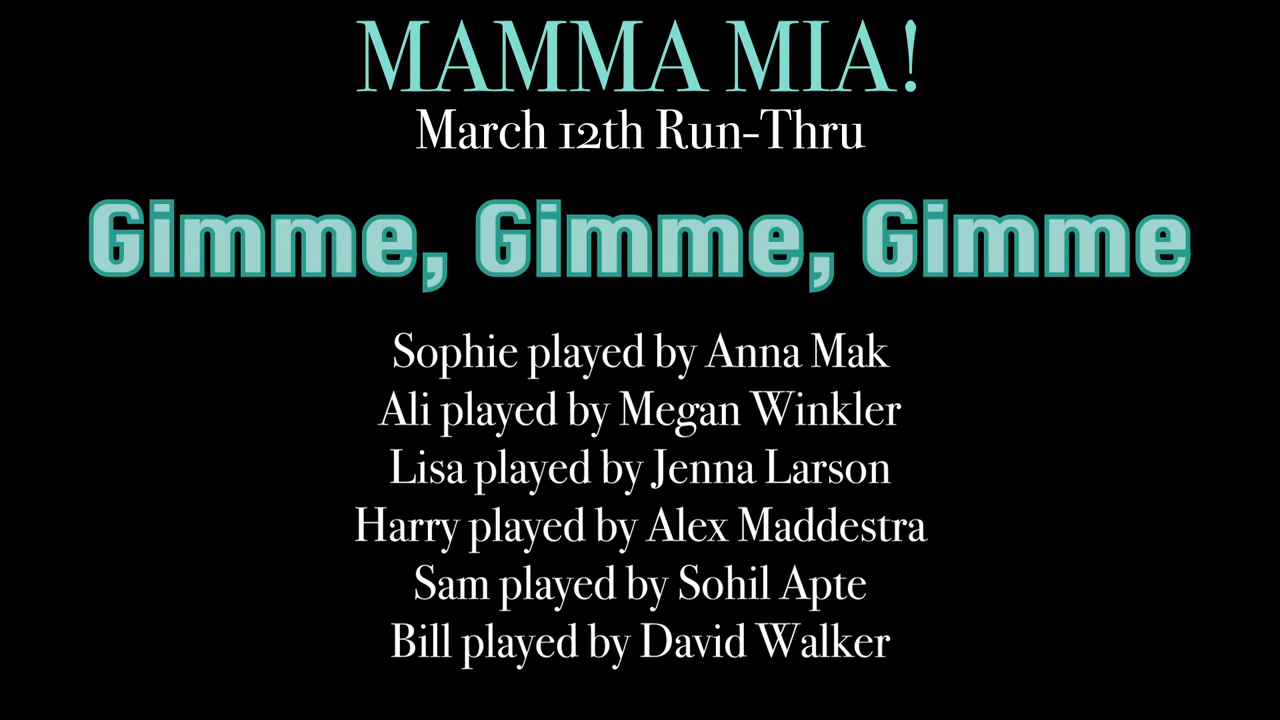 MAMMA MIA!
March 12th Run-Thru
Gimme, Gimme, Gimme
Sophie played by Anna Mak
Ali played by Megan Winkler
Lisa played by Jenna Larson
Harry played by Alex Maddestra
Sam played by Sohil Apte
Bill played by David Walker